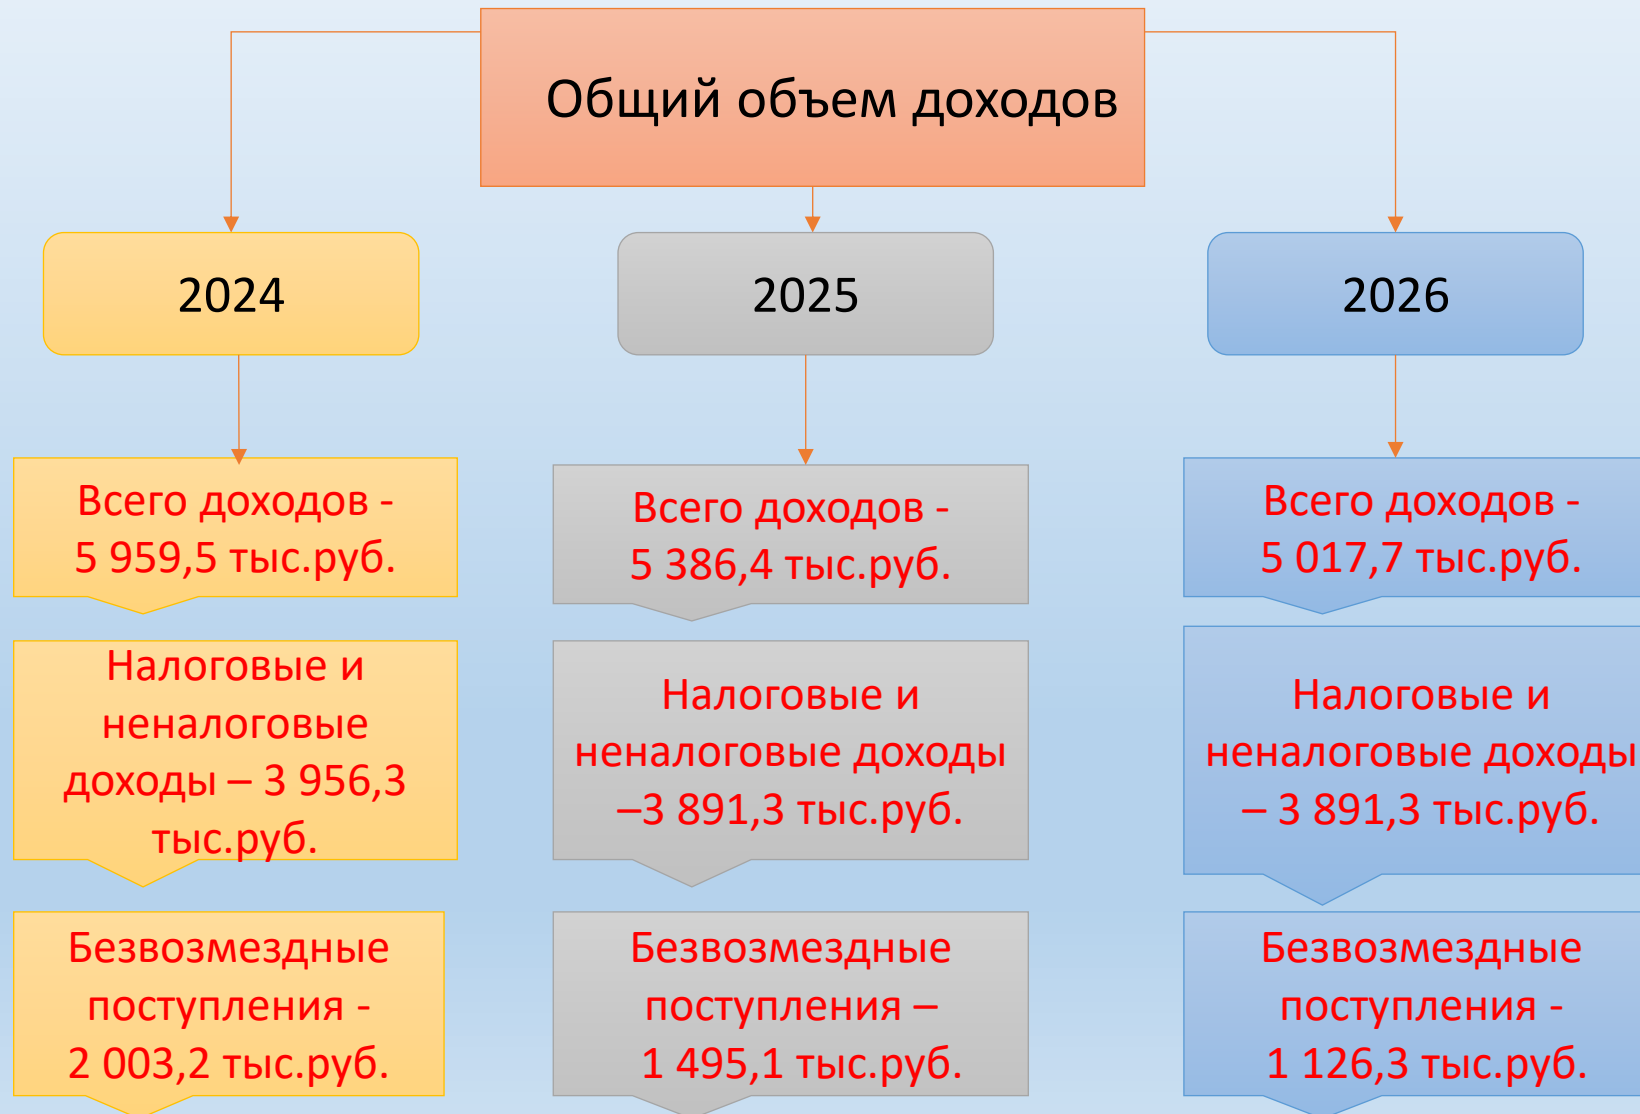 Общий объем доходов
2024
2025
2026
Всего доходов -
5 959,5 тыс.руб.
Всего доходов -
5 386,4 тыс.руб.
Всего доходов -
5 017,7 тыс.руб.
Налоговые и
неналоговые
доходы – 3 956,3
тыс.руб.
Налоговые и
неналоговые доходы
–3 891,3 тыс.руб.
Налоговые и
неналоговые доходы
– 3 891,3 тыс.руб.
Безвозмездные
поступления -
2 003,2 тыс.руб.
Безвозмездные
поступления –
1 495,1 тыс.руб.
Безвозмездные
поступления -
1 126,3 тыс.руб.